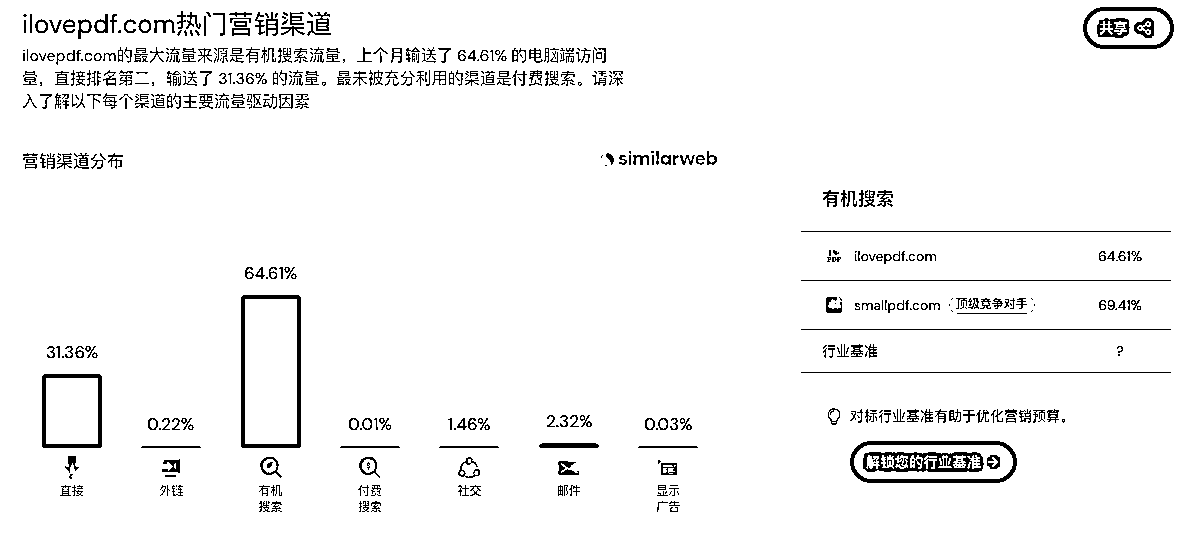 ilovepdf.com热门营销渠道
共享
ilovepdf.com的最大流量来源是有机搜索流量，上个月输送了 64.61% 的电脑端访问
量，直接排名第二，输送了 31.36% 的流量。最未被充分利用的渠道是付费搜索。请深
入了解以下每个渠道的主要流量驱动因素
营销渠道分布
similarweb
64.61%
31.36%
0.22%
0.01%
1.46%
2.32%
0.03%
直接
外链
有机
搜索
付费
搜索
社交
邮件
显示
广告
有机搜索
ilovepdf.com 64.61%
smallpdf.com 顶级竞争对手 69.41%
行业基准 ?
对标行业基准有助于优化营销预算。
解锁您的行业基准